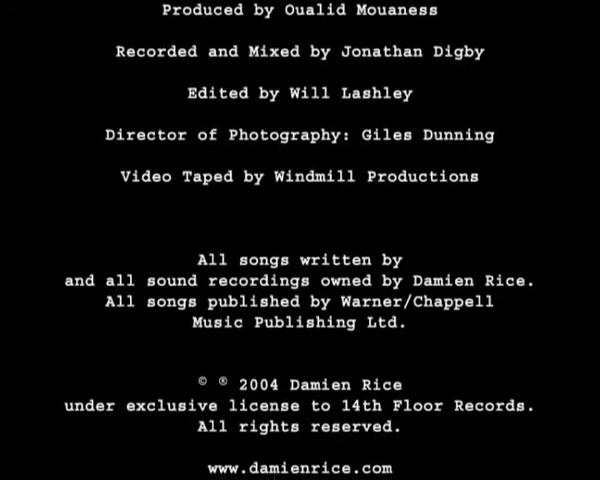 Produced by Oualid Mouaness
Recorded and Mixed by Jonathan Digby
Edited by Will Lashley
Director of Photography: Giles Dunning
Video Taped by Windmill Productions
All songs written by
and all sound recordings owned by Damien Rice.
All songs published by Warner/Chappell
Music Publishing Ltd.
© ® 2004 Damien Rice
under exclusive license to 14th Floor Records.
All rights reserved.
www.damienrice.com